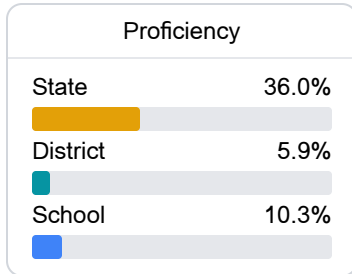 Proficiency
State 36.0%
District 5.9%
School 10.3%